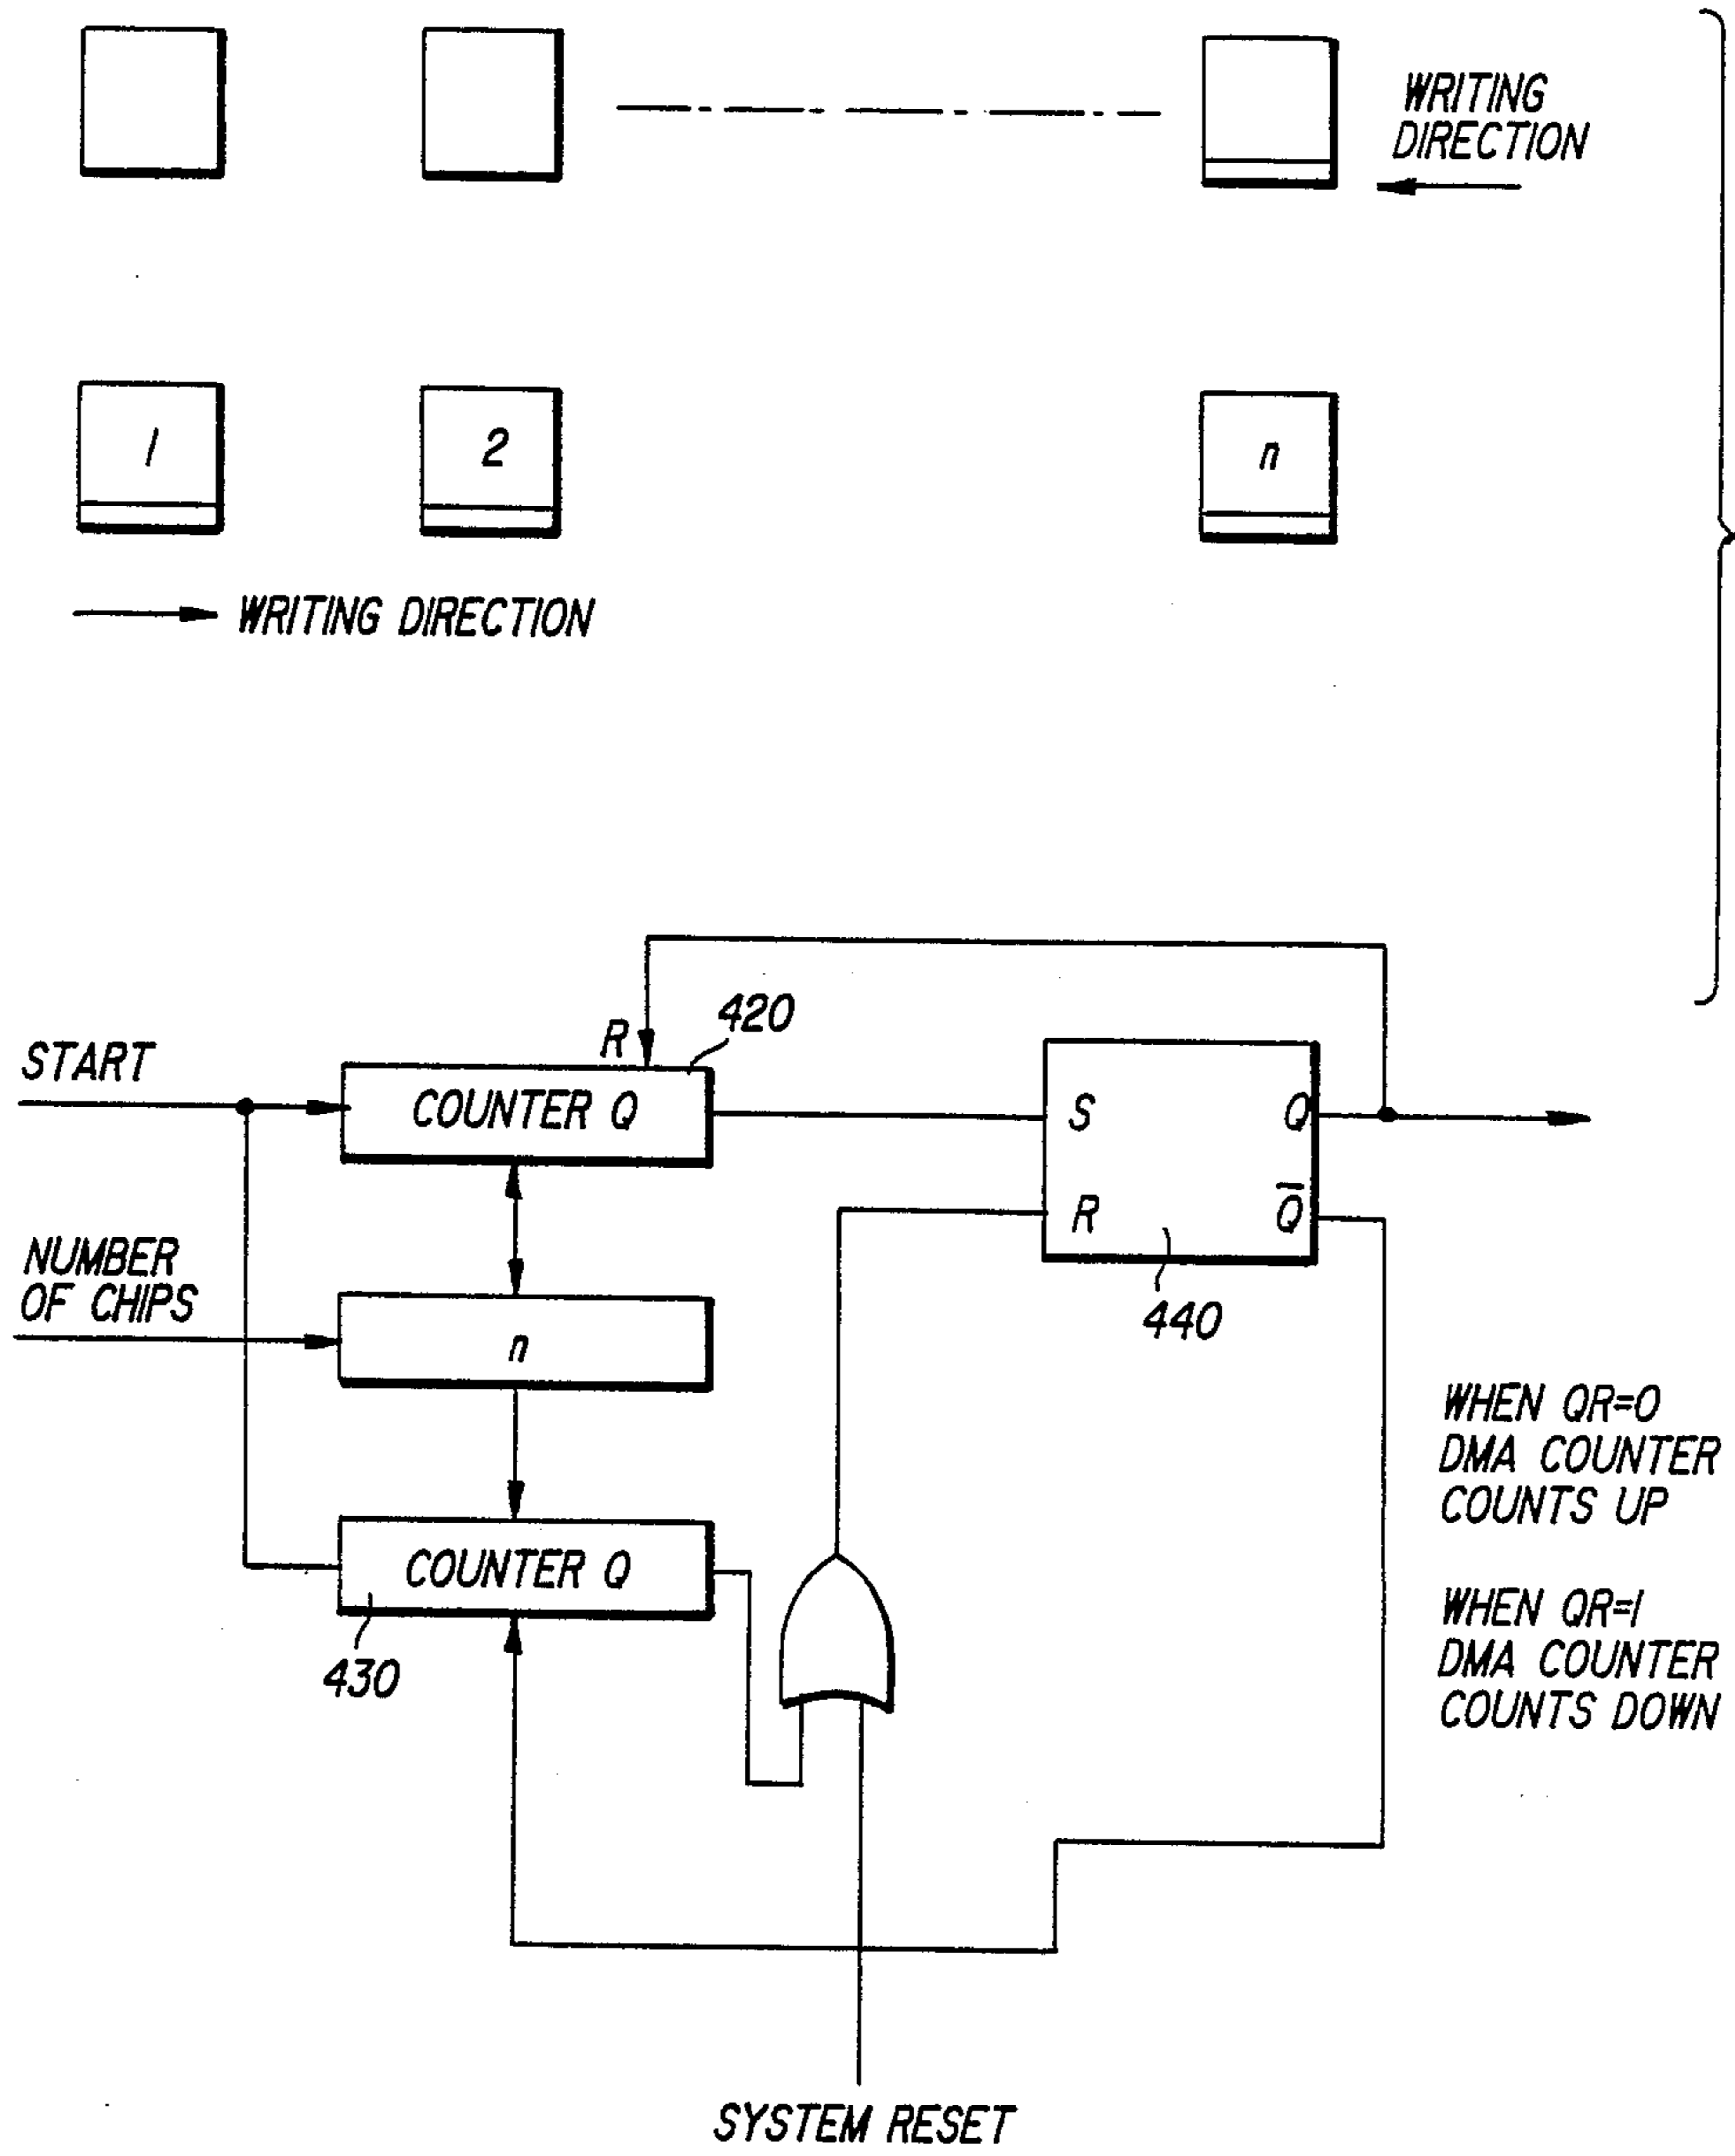 WRITING
DIRECTION
1
2
n
WRITING DIRECTION
R
420
START
COUNTER Q
S
Q
R
Q̅
NUMBER
OF CHIPS
n
440
WHEN QR=0
DMA COUNTER
COUNTS UP
COUNTER Q
430
WHEN QR=1
DMA COUNTER
COUNTS DOWN
SYSTEM RESET